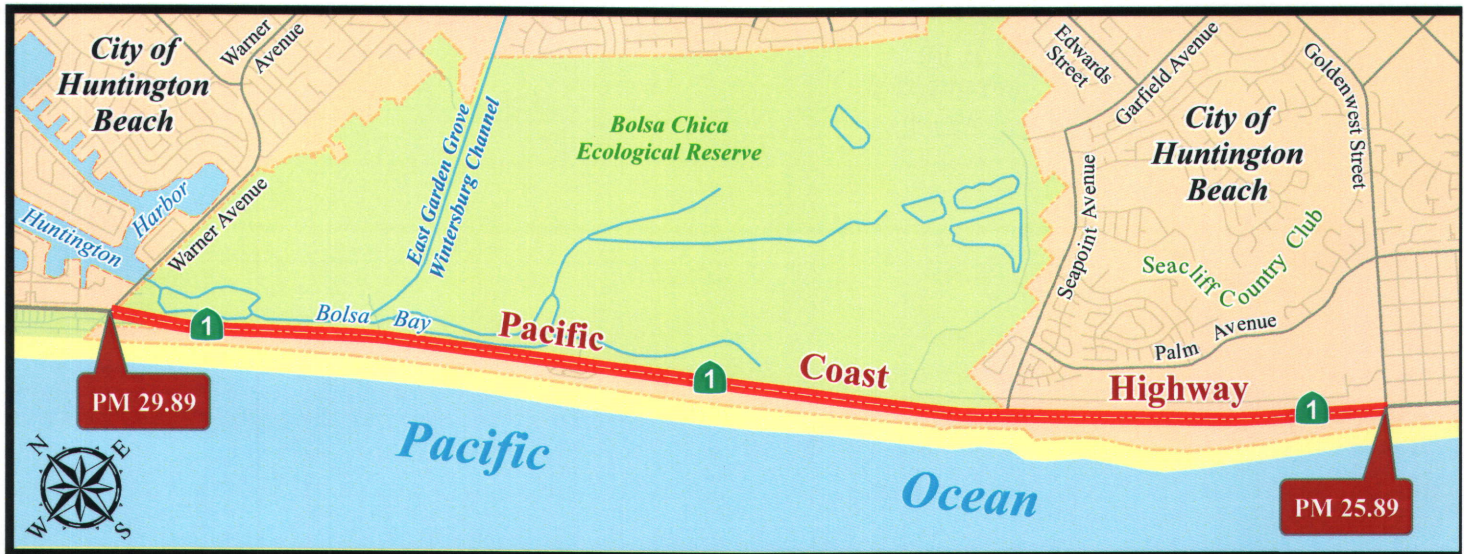 City of
Huntington
Beach
Warner
Avenue
Huntington
Harbor
Warner Avenue
East Garden Grove
Wintersburg Channel
Bolsa Chica
Ecological Reserve
Edwards
Street
Garfield Avenue
Goldenwest Street
City of
Huntington
Beach
Seapoint Avenue
Seacliff Country Club
Palm Avenue
Bolsa Bay
Pacific Coast Highway
1
1
1
PM 29.89
PM 25.89
Pacific Ocean
N
E
W
S